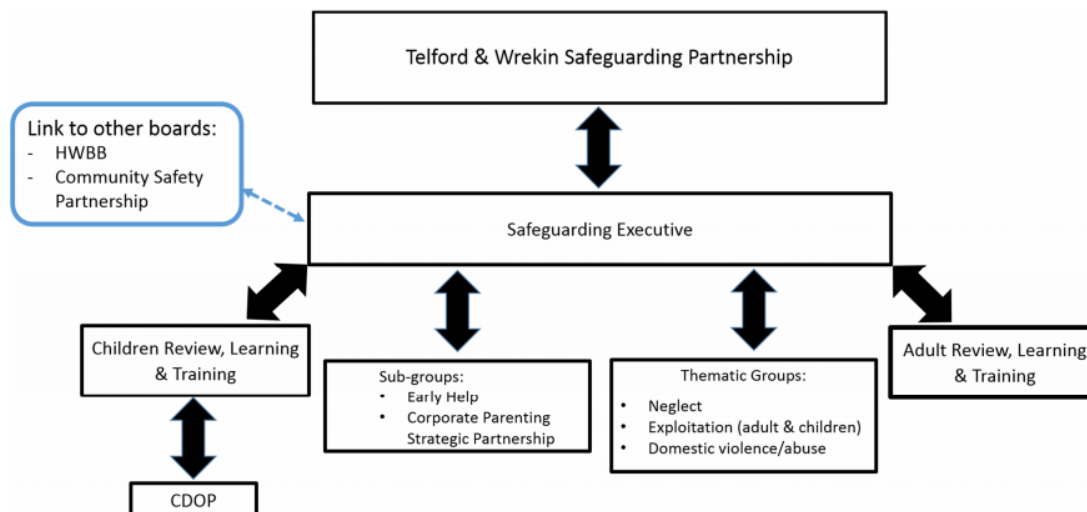 Telford & Wrekin Safeguarding Partnership
Link to other boards:
- HWBB
- Community Safety
Partnership
Safeguarding Executive
Children Review, Learning
& Training
Sub-groups:
• Early Help
• Corporate Parenting
Strategic Partnership
Thematic Groups:
• Neglect
• Exploitation (adult & children)
• Domestic violence/abuse
Adult Review, Learning
& Training
CDOP